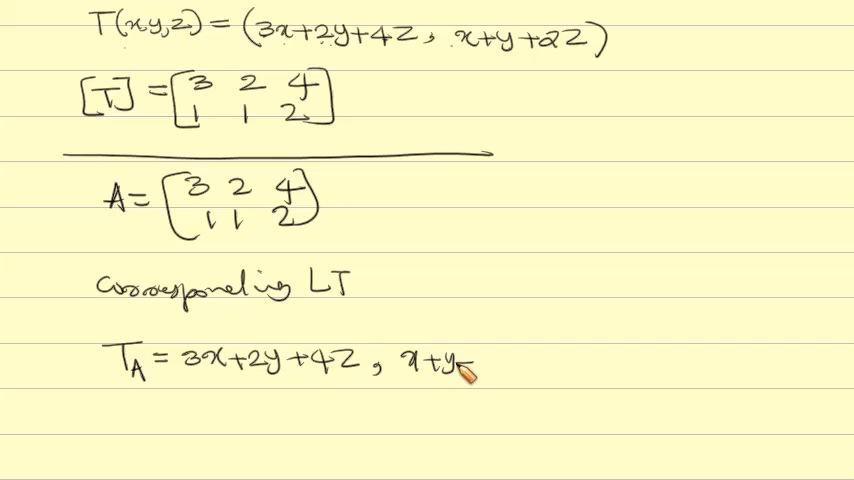 T(x,y,z) = (3x+2y+4z, x+y+2z)
[T] = [3 2 4
1 1 2]
A = [3 2 4
1 1 2]
corresponding LT
T_A = 3x+2y+4z, x+y